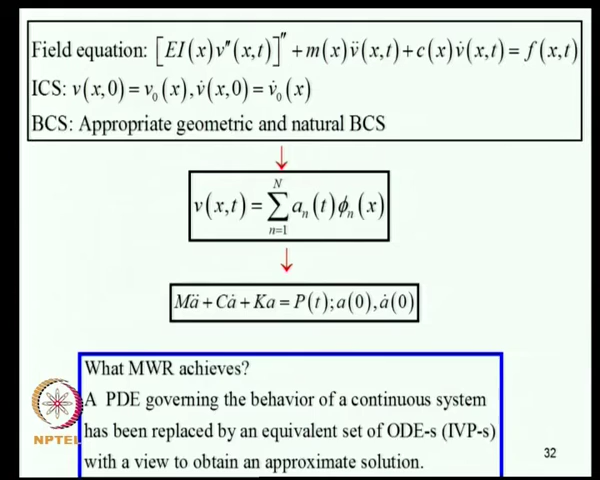 Field equation: [EI(x)v″(x,t)]″ + m(x)v̈(x,t) + c(x)v̇(x,t) = f(x,t)
ICS: v(x,0) = v₀(x), v̇(x,0) = v̇₀(x)
BCS: Appropriate geometric and natural BCS
v(x,t) = ∑_{n=1}^{N} aₙ(t)ϕₙ(x)
Mä + Cȧ + Ka = P(t); a(0), ȧ(0)
What MWR achieves?
A PDE governing the behavior of a continuous system
has been replaced by an equivalent set of ODE-s (IVP-s)
with a view to obtain an approximate solution.
NPTEL
32